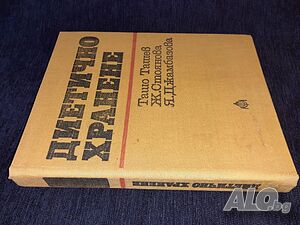 ДИЕТИЧНО
ХРАНЕНЕ
Ташо Ташев
Ж.Стоянова
Я.Джамбазова
ДИЕТИЧНО ХРАНЕНЕ
ALO.bg